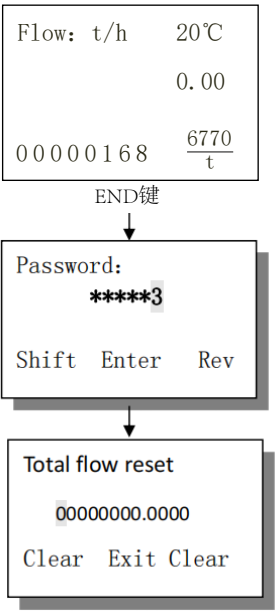 Flow: t/h 20℃
0.00
00000168 6770
t
END键
Password:
*****3
Shift Enter Rev
Total flow reset
00000000.0000
Clear Exit Clear